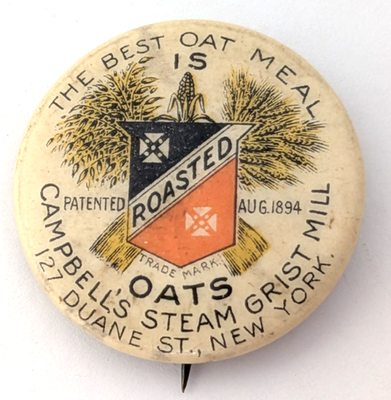 THE BEST OAT MEAL
IS
ROASTED
PATENTED AUG. 1894
TRADE MARK.
OATS
CAMPBELL'S STEAM GRIST MILL
127 DUANE ST., NEW YORK.